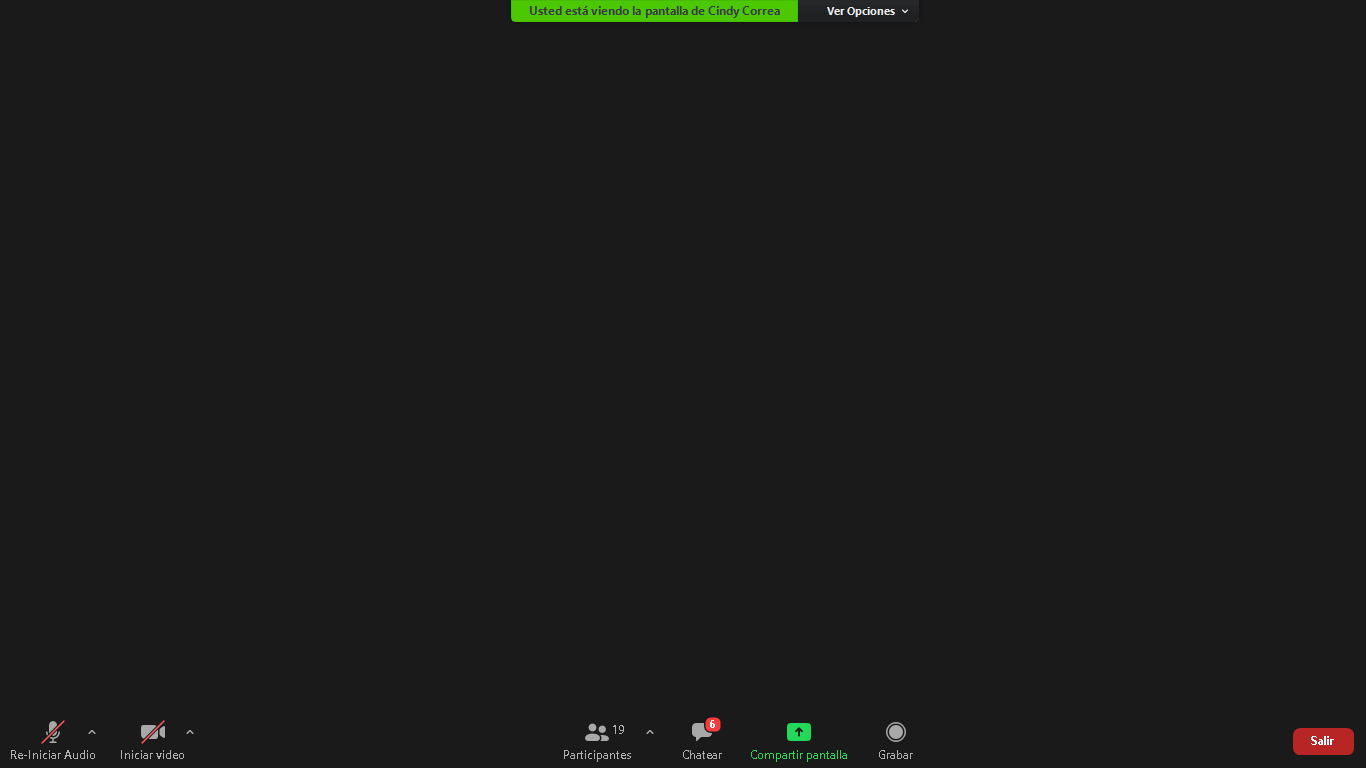 Usted está viendo la pantalla de Cindy Correa
Ver Opciones
19
6
Re-Iniciar Audio
Iniciar video
Participantes
Chatear
Compartir pantalla
Grabar
Salir